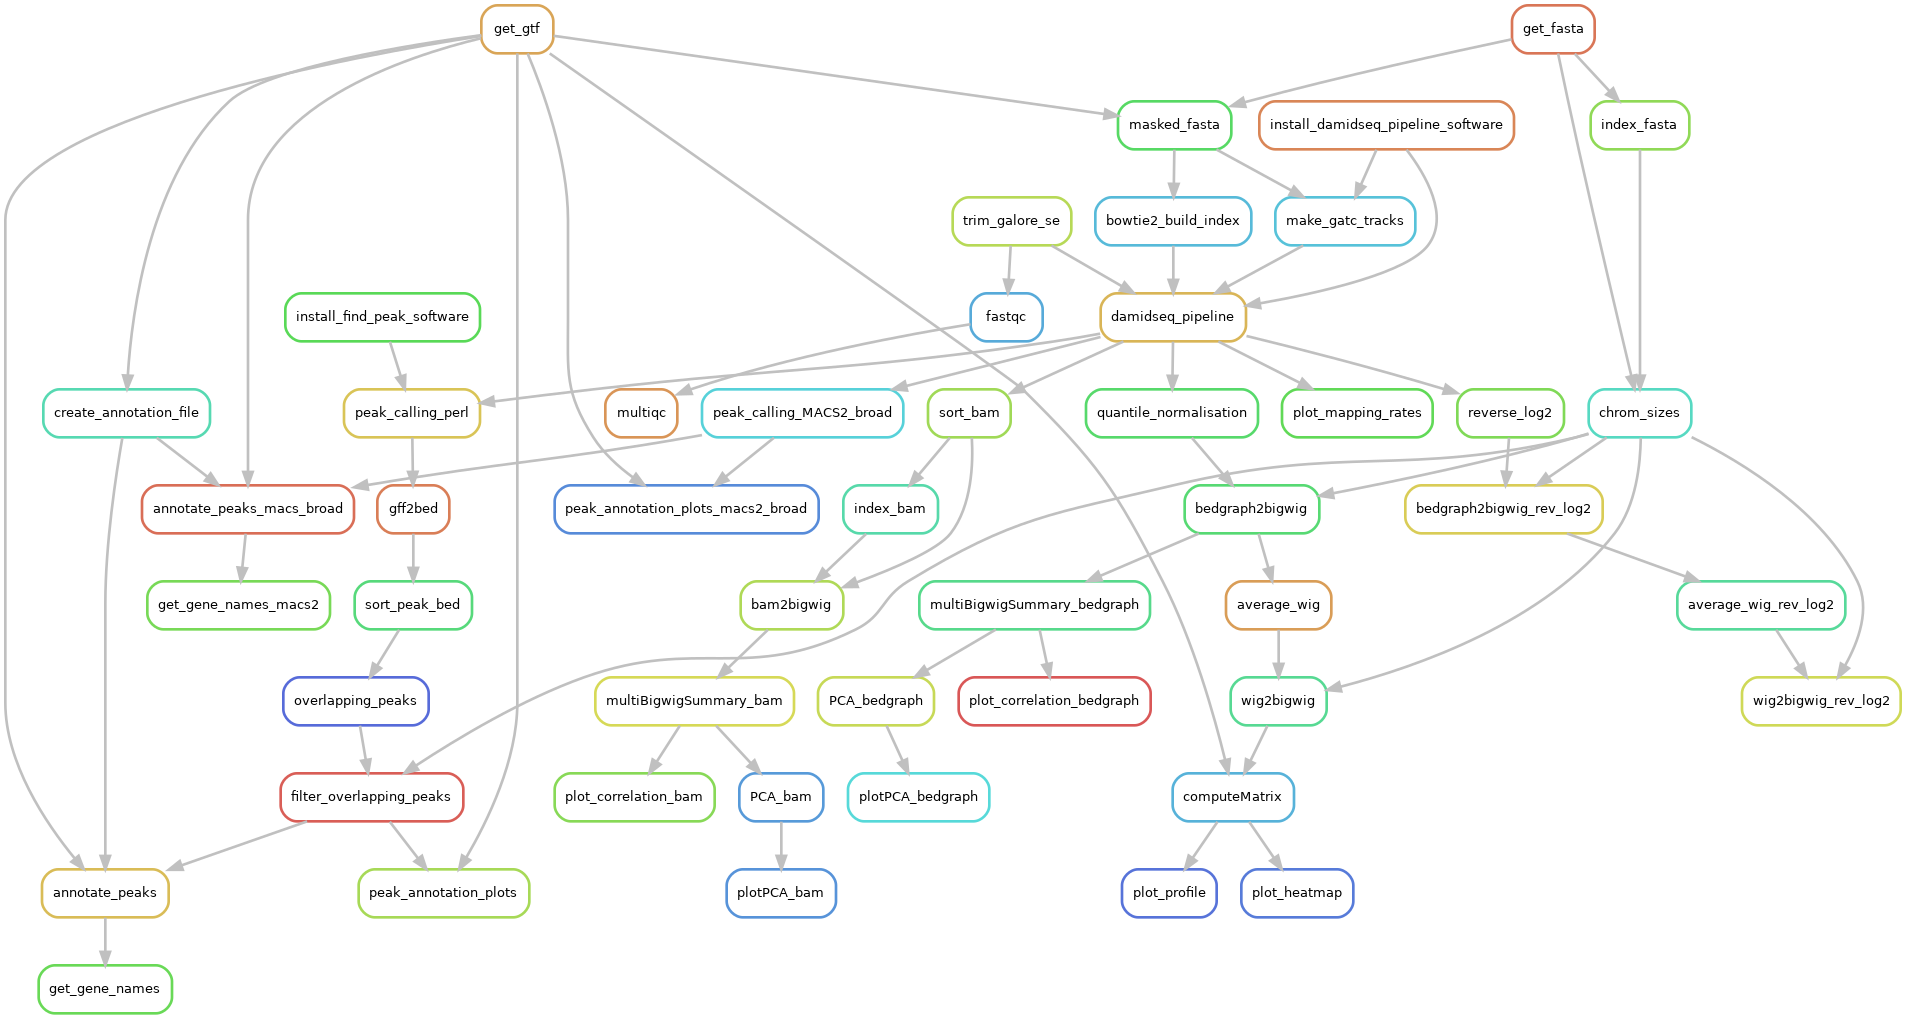 get_gtf
get_fasta
masked_fasta
install_damidseq_pipeline_software
index_fasta
trim_galore_se
bowtie2_build_index
make_gatc_tracks
install_find_peak_software
fastqc
damidseq_pipeline
create_annotation_file
peak_calling_perl
multiqc
peak_calling_MACS2_broad
sort_bam
quantile_normalisation
plot_mapping_rates
reverse_log2
chrom_sizes
annotate_peaks_macs_broad
gff2bed
peak_annotation_plots_macs2_broad
index_bam
bedgraph2bigwig
bedgraph2bigwig_rev_log2
get_gene_names_macs2
sort_peak_bed
bam2bigwig
multiBigwigSummary_bedgraph
average_wig
average_wig_rev_log2
overlapping_peaks
multiBigwigSummary_bam
PCA_bedgraph
plot_correlation_bedgraph
wig2bigwig
wig2bigwig_rev_log2
filter_overlapping_peaks
plot_correlation_bam
PCA_bam
plotPCA_bedgraph
computeMatrix
annotate_peaks
peak_annotation_plots
plotPCA_bam
plot_profile
plot_heatmap
get_gene_names